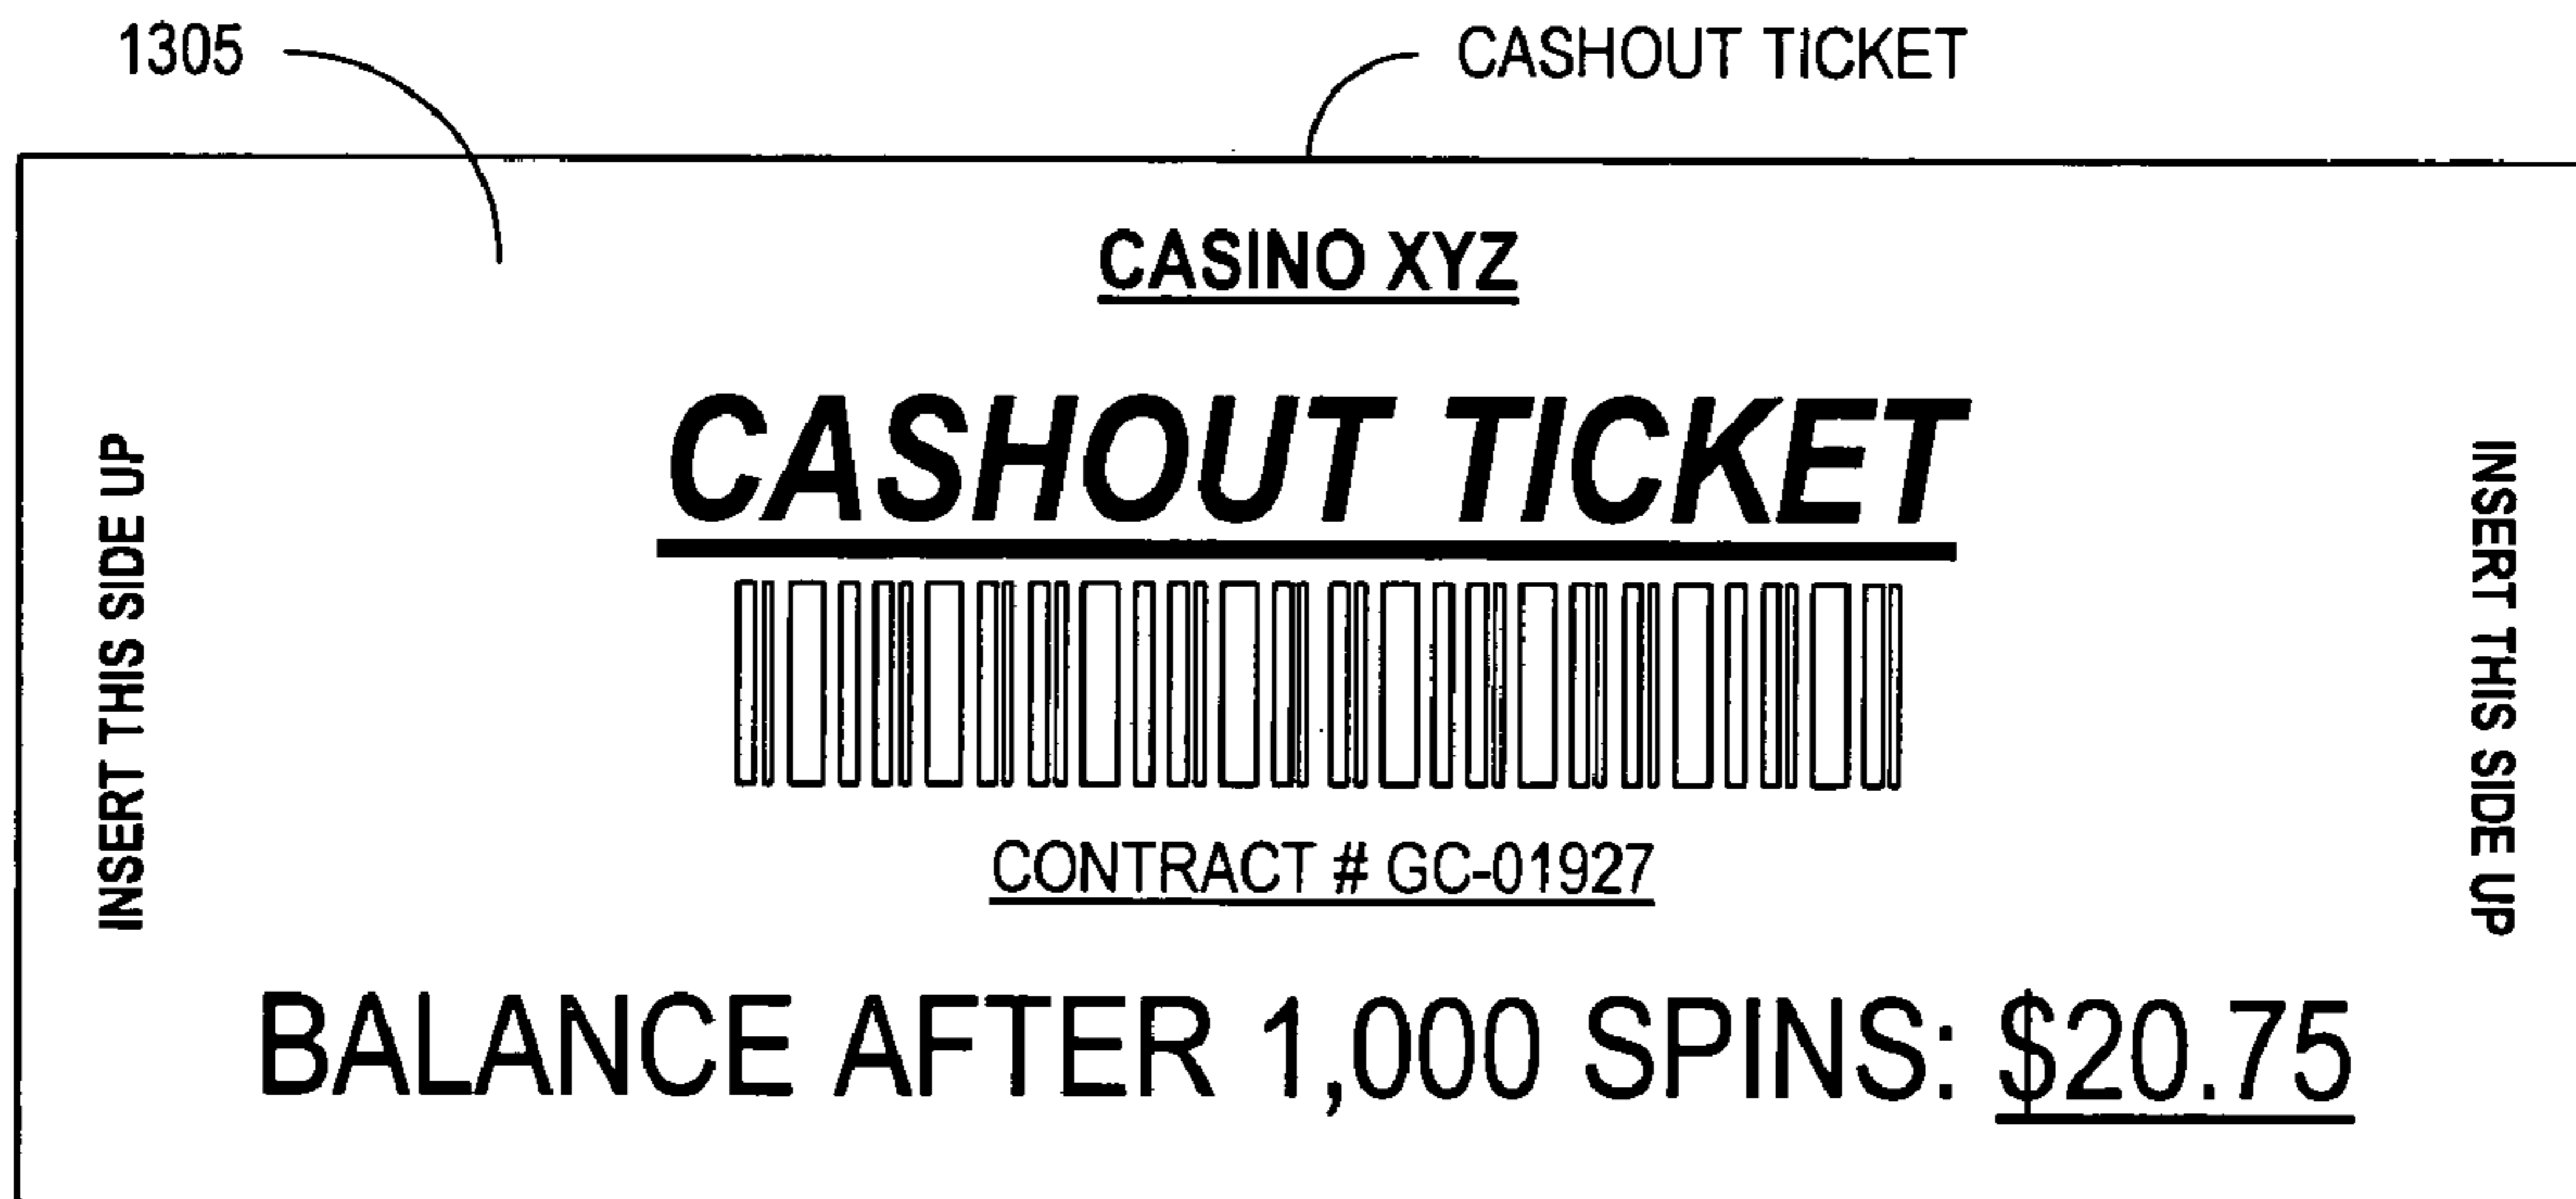 1305
CASHOUT TICKET
CASINO XYZ
CASHOUT TICKET
INSERT THIS SIDE UP
INSERT THIS SIDE UP
CONTRACT # GC-01927
BALANCE AFTER 1,000 SPINS: $20.75